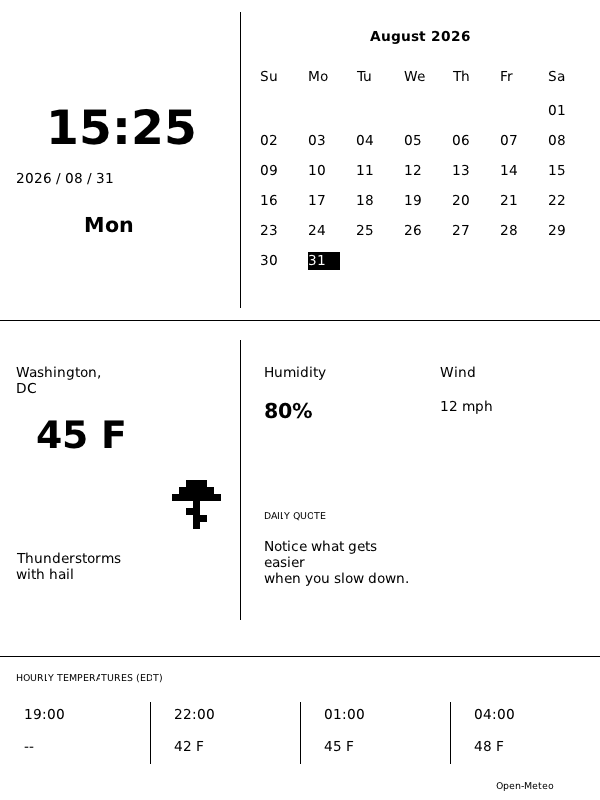 15:25
2026 / 08 / 31
Mon
August 2026
Su Mo Tu We Th Fr Sa
01
02 03 04 05 06 07 08
09 10 11 12 13 14 15
16 17 18 19 20 21 22
23 24 25 26 27 28 29
30 31
Washington,
DC
45 F
Thunderstorms
with hail
Humidity
80%
Wind
12 mph
DAILY QUOTE
Notice what gets
easier
when you slow down.
HOURLY TEMPERATURES (EDT)
19:00 22:00 01:00 04:00
-- 42 F 45 F 48 F
Open-Meteo